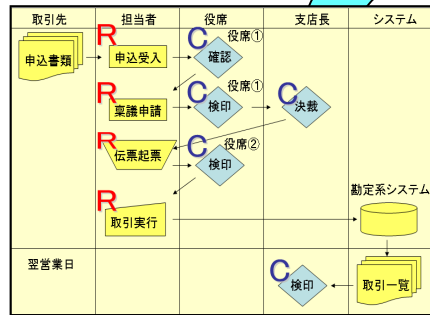 取引先 担当者 役席 支店長 システム
R C 役席①
申込書類 申込受入 確認
R C 役席① C
稟議申請 検印 決裁
R C 役席②
伝票起票 検印
R 勘定系システム
取引実行
翌営業日 C
検印 取引一覧